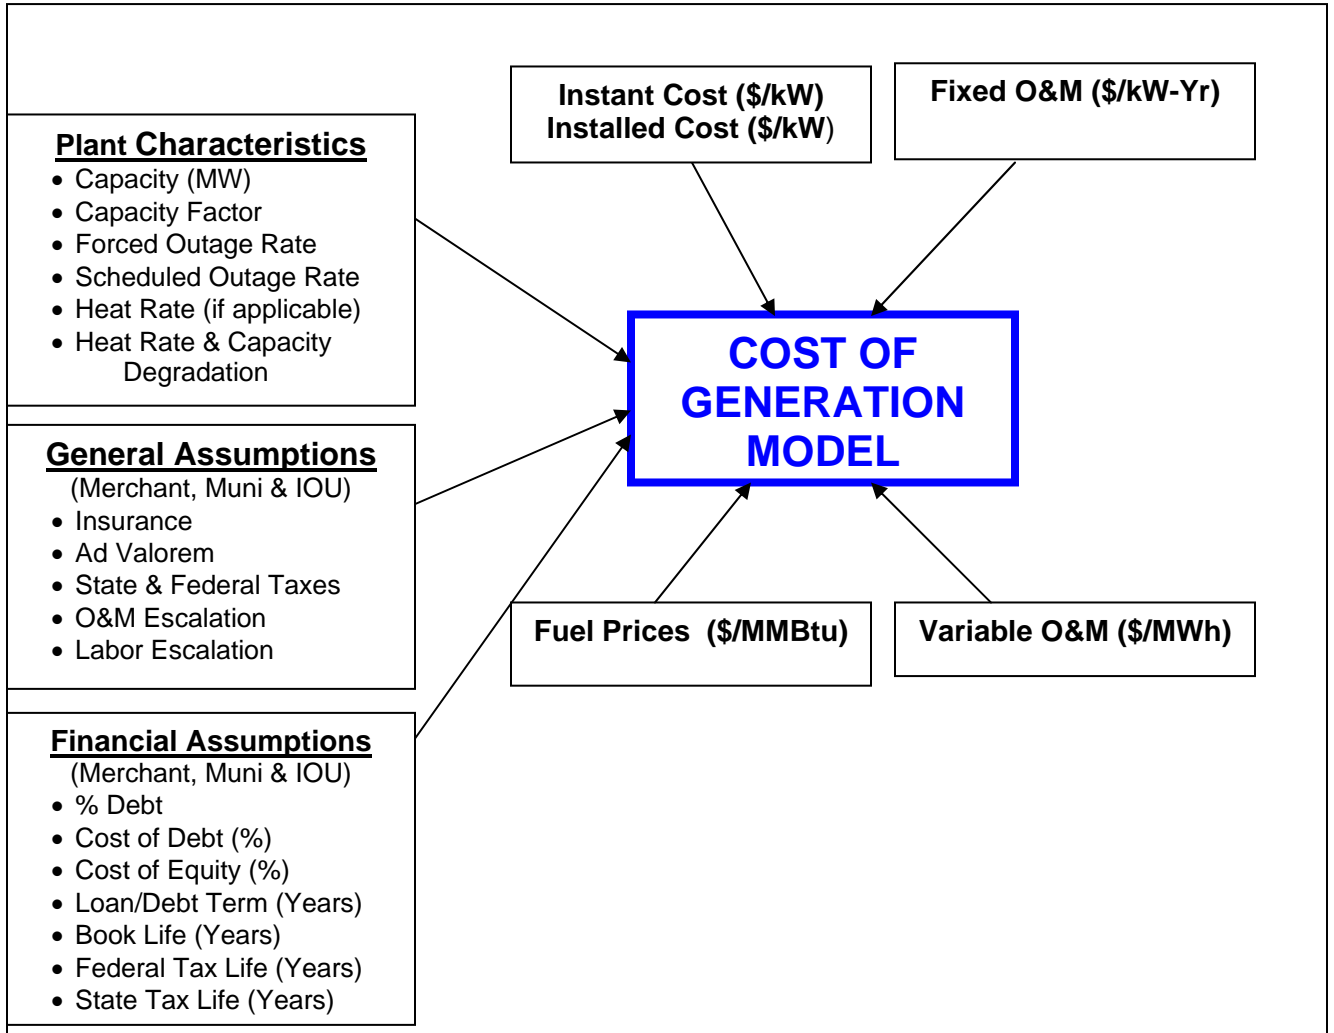 Instant Cost ($/kW)
Installed Cost ($/kW)
Fixed O&M ($/kW-Yr)
Plant Characteristics
• Capacity (MW)
• Capacity Factor
• Forced Outage Rate
• Scheduled Outage Rate
• Heat Rate (if applicable)
• Heat Rate & Capacity
Degradation
COST OF
GENERATION
MODEL
General Assumptions
(Merchant, Muni & IOU)
• Insurance
• Ad Valorem
• State & Federal Taxes
• O&M Escalation
• Labor Escalation
Fuel Prices ($/MMBtu)
Variable O&M ($/MWh)
Financial Assumptions
(Merchant, Muni & IOU)
• % Debt
• Cost of Debt (%)
• Cost of Equity (%)
• Loan/Debt Term (Years)
• Book Life (Years)
• Federal Tax Life (Years)
• State Tax Life (Years)